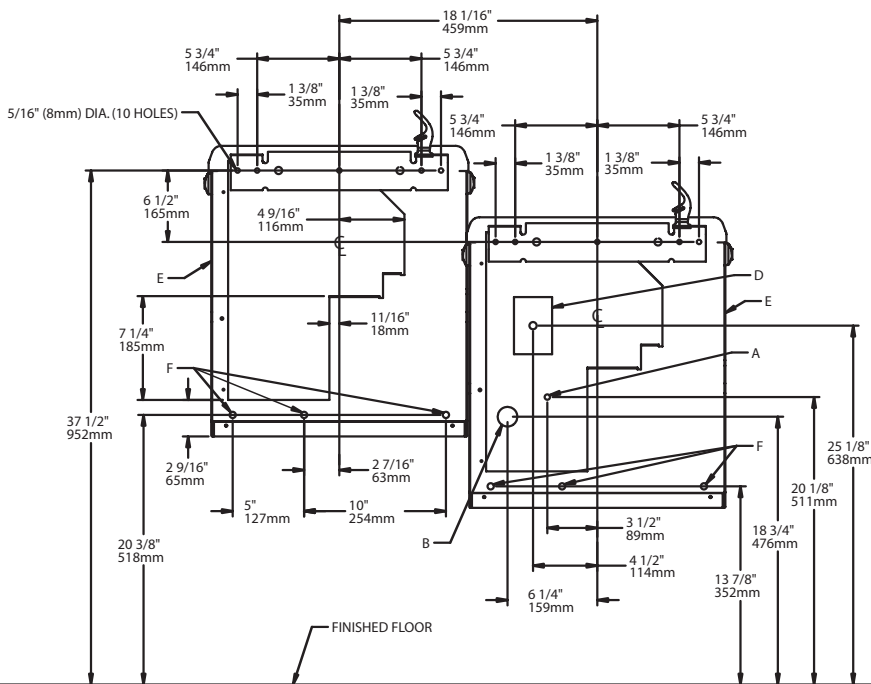 18 1/16"
459mm
5 3/4"
146mm
5 3/4"
146mm
1 3/8"
35mm
1 3/8"
35mm
5/16" (8mm) DIA. (10 HOLES)
5 3/4"
146mm
5 3/4"
146mm
1 3/8"
35mm
1 3/8"
35mm
6 1/2"
165mm
4 9/16"
116mm
CL
E
D
E
CL
11/16"
18mm
7 1/4"
185mm
A
F
37 1/2"
952mm
25 1/8"
638mm
F
2 9/16"
65mm
2 7/16"
63mm
20 1/8"
511mm
5"
127mm
10"
254mm
3 1/2"
89mm
18 3/4"
476mm
B
20 3/8"
518mm
4 1/2"
114mm
13 7/8"
352mm
6 1/4"
159mm
FINISHED FLOOR